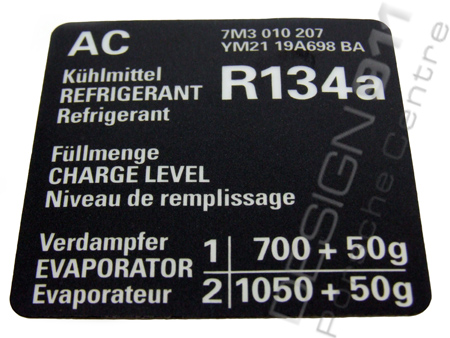 AC
7M3 010 207
YM21 19A698 BA
Kühlmittel
REFRIGERANT
Refrigerant
R134a
Füllmenge
CHARGE LEVEL
Niveau de remplissage
Verdampfer
EVAPORATOR
Evaporateur
1 700 + 50g
2 1050 + 50g
DESIGN 911
Porsche Centre